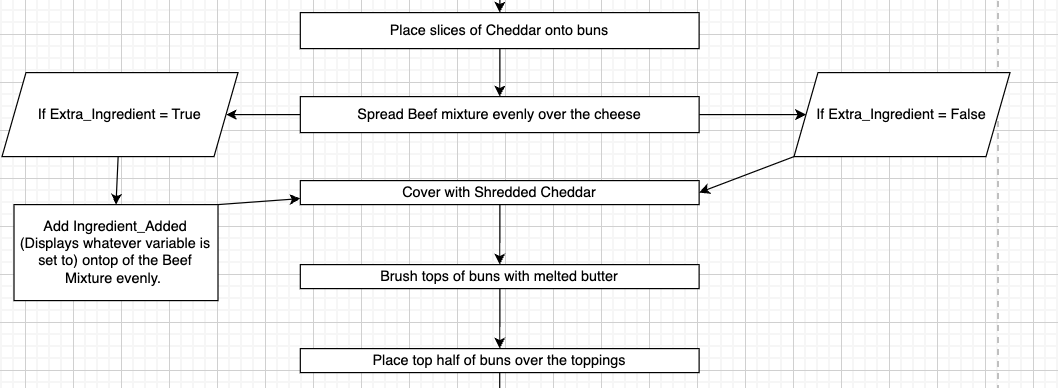 Place slices of Cheddar onto buns
If Extra_Ingredient = True
Spread Beef mixture evenly over the cheese
If Extra_Ingredient = False
Cover with Shredded Cheddar
Add Ingredient_Added
(Displays whatever variable is
set to) ontop of the Beef
Mixture evenly.
Brush tops of buns with melted butter
Place top half of buns over the toppings